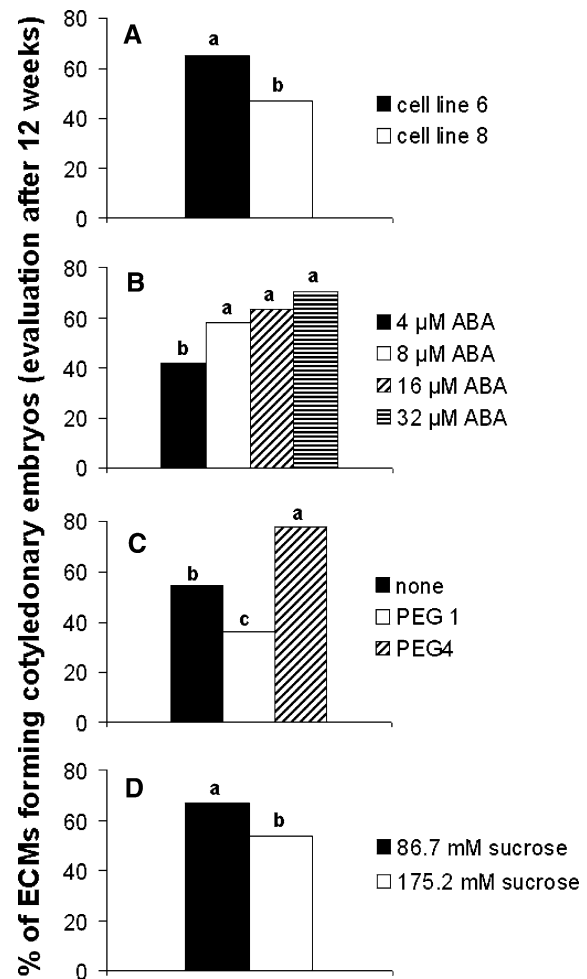 % of ECMs forming cotyledonary embryos (evaluation after 12 weeks)
A
80
60
40
20
0
a
b
cell line 6
cell line 8
B
80
60
40
20
0
b
a
a
a
4 µM ABA
8 µM ABA
16 µM ABA
32 µM ABA
C
80
60
40
20
0
b
c
a
none
PEG 1
PEG4
D
80
60
40
20
0
a
b
86.7 mM sucrose
175.2 mM sucrose